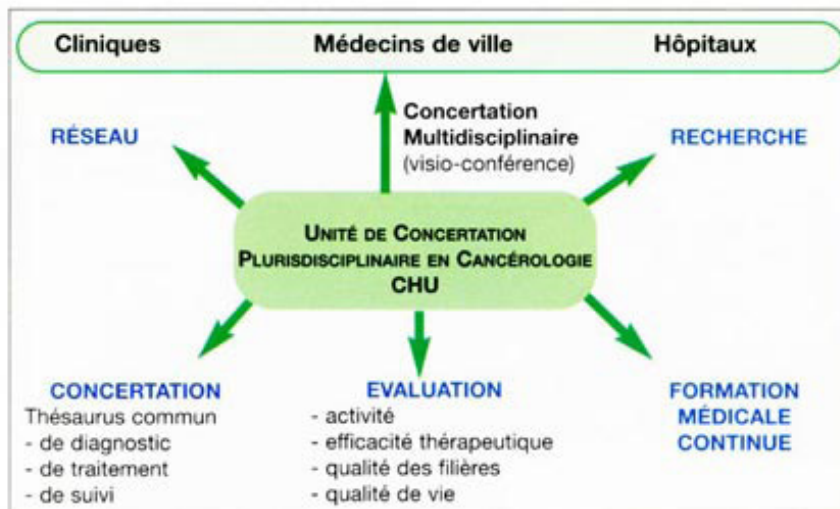 Cliniques Médecins de ville Hôpitaux
Concertation
Multidisciplinaire
(visio-conférence)
RÉSEAU
RECHERCHE
UNITÉ DE CONCERTATION
PLURISDISCIPLINAIRE EN CANCÉROLOGIE
CHU
CONCERTATION
Thésaurus commun
- de diagnostic
- de traitement
- de suivi
EVALUATION
- activité
- efficacité thérapeutique
- qualité des filières
- qualité de vie
FORMATION
MÉDICALE
CONTINUE